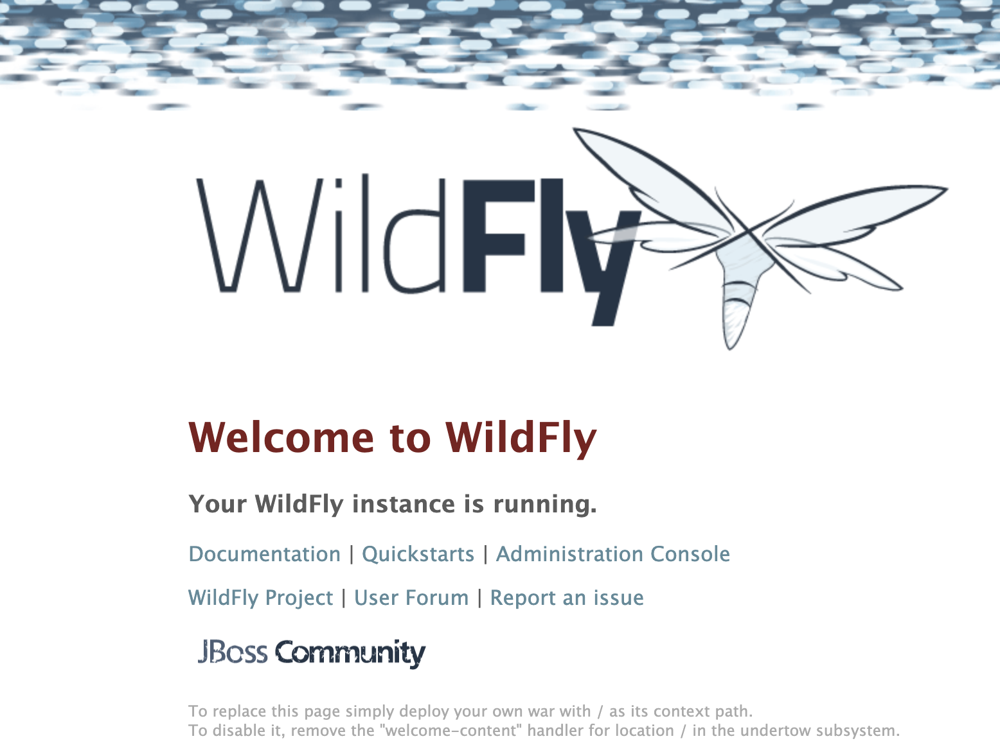 WildFly
Welcome to WildFly
Your WildFly instance is running.
Documentation | Quickstarts | Administration Console
WildFly Project | User Forum | Report an issue
JBoss Community
To replace this page simply deploy your own war with / as its context path.
To disable it, remove the "welcome-content" handler for location / in the undertow subsystem.